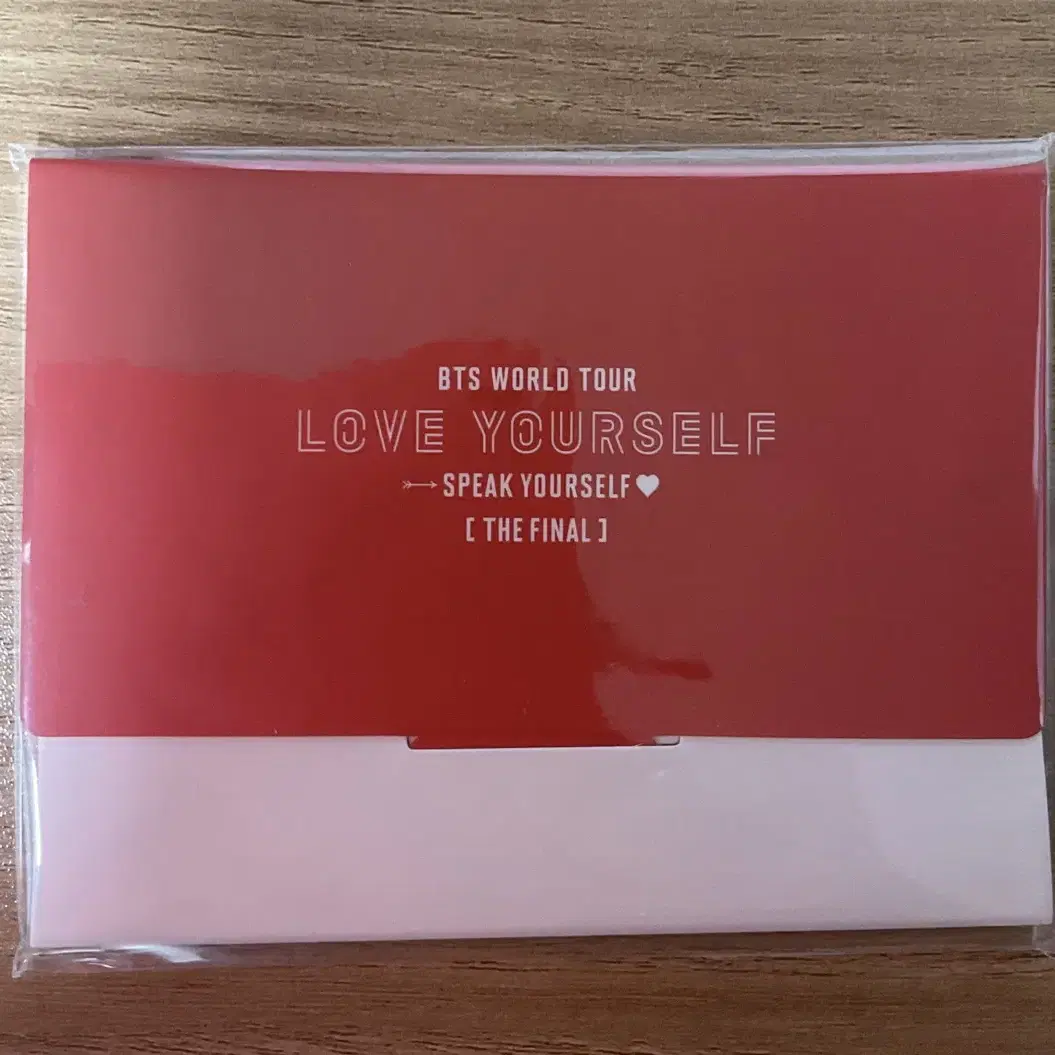 BTS WORLD TOUR
LOVE YOURSELF
SPEAK YOURSELF
[ THE FINAL ]